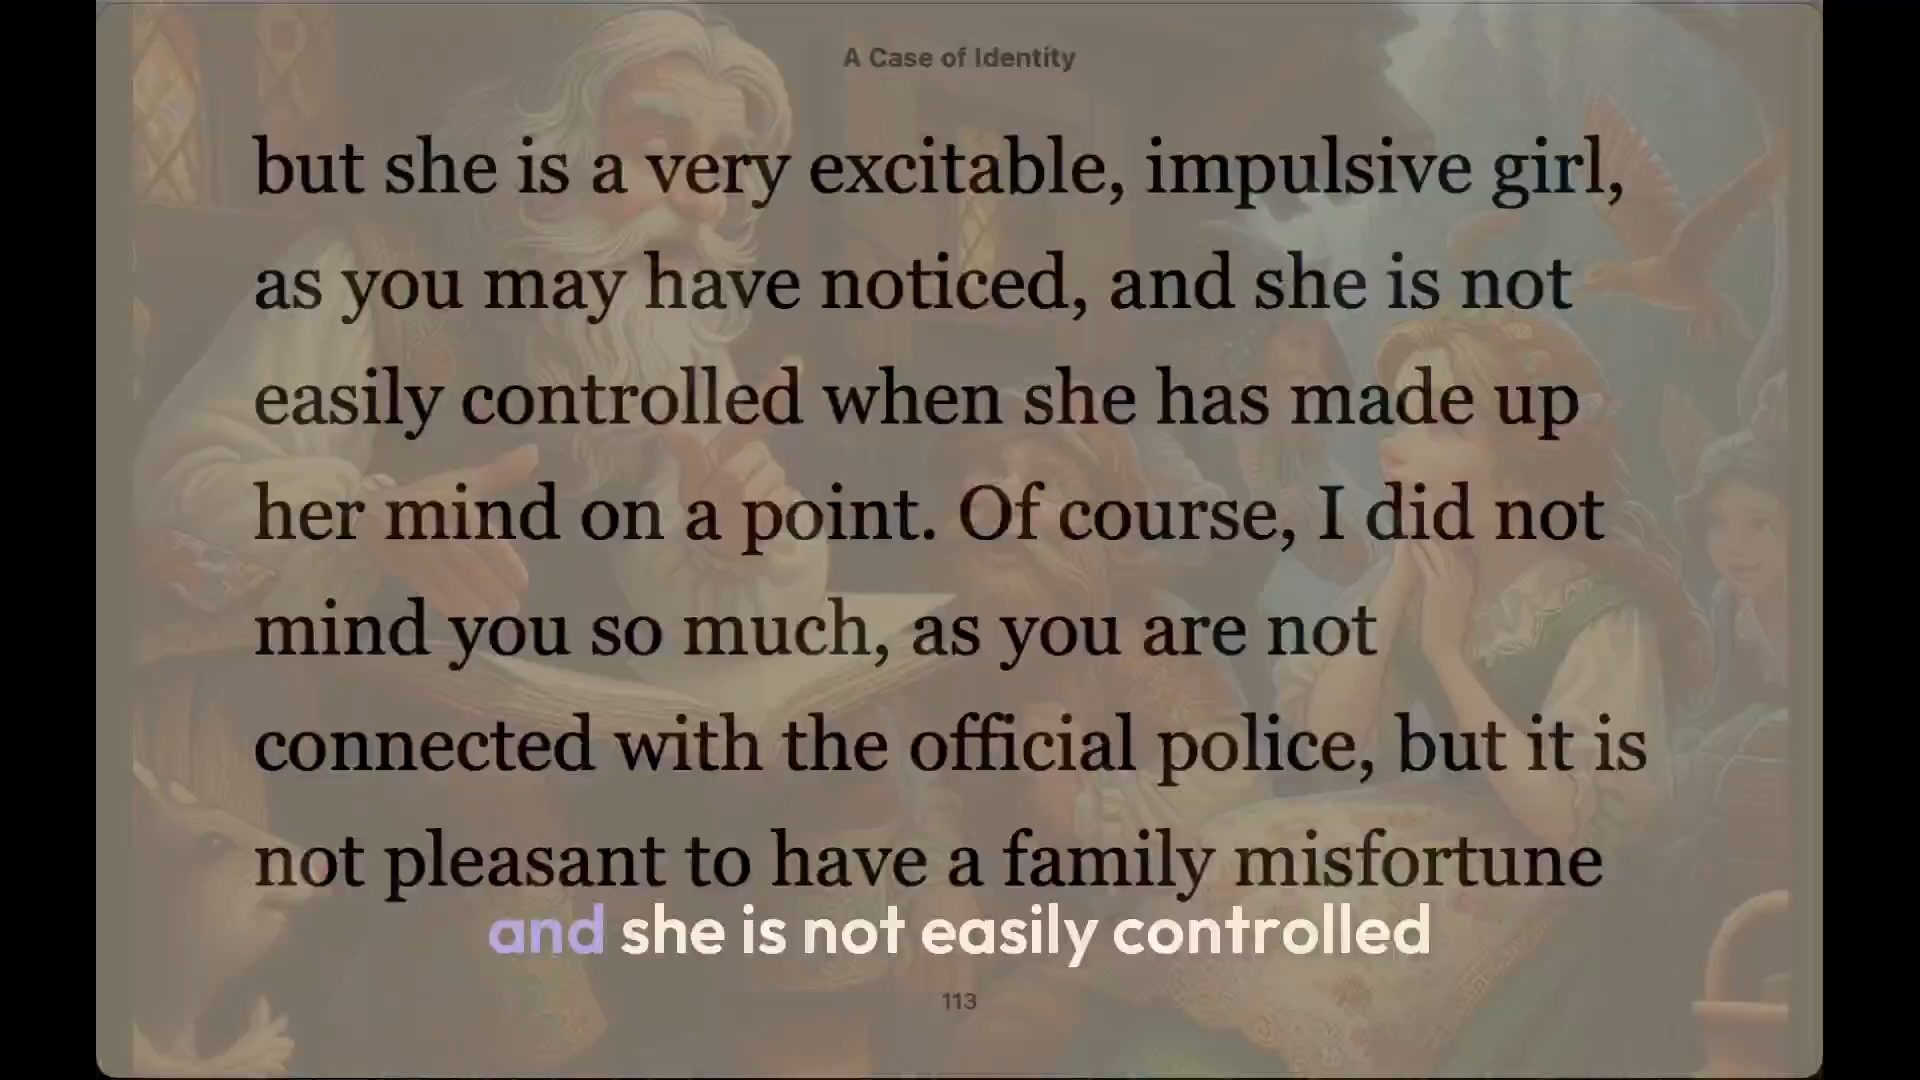 A Case of Identity
but she is a very excitable, impulsive girl,
as you may have noticed, and she is not
easily controlled when she has made up
her mind on a point. Of course, I did not
mind you so much, as you are not
connected with the official police, but it is
not pleasant to have a family misfortune
and she is not easily controlled
113